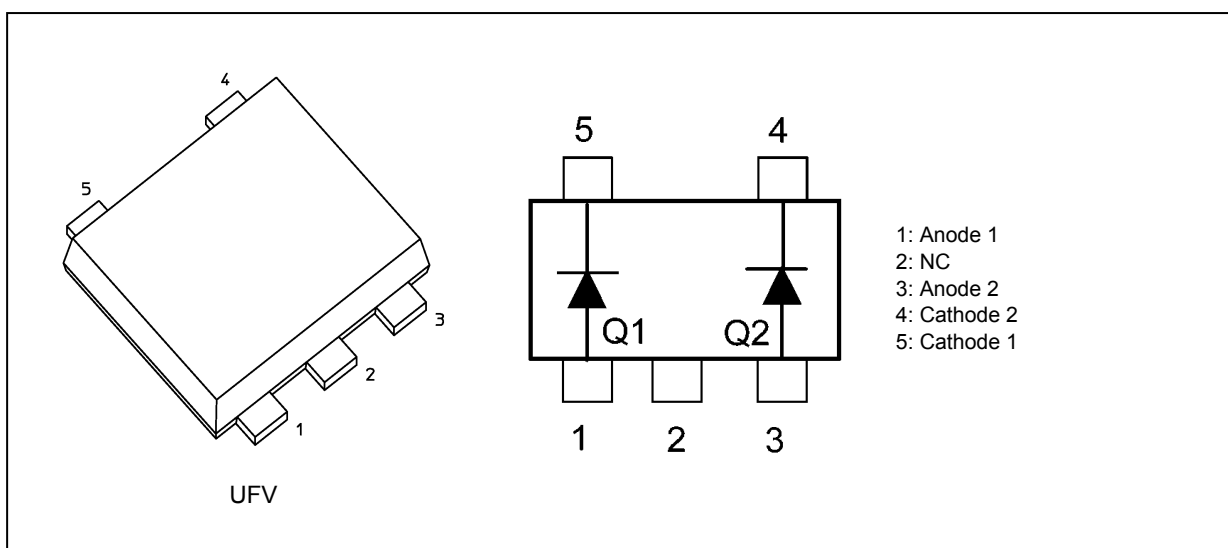 4
5
3
2
1
UFV
5 4
Q1 Q2
1 2 3
1: Anode 1
2: NC
3: Anode 2
4: Cathode 2
5: Cathode 1